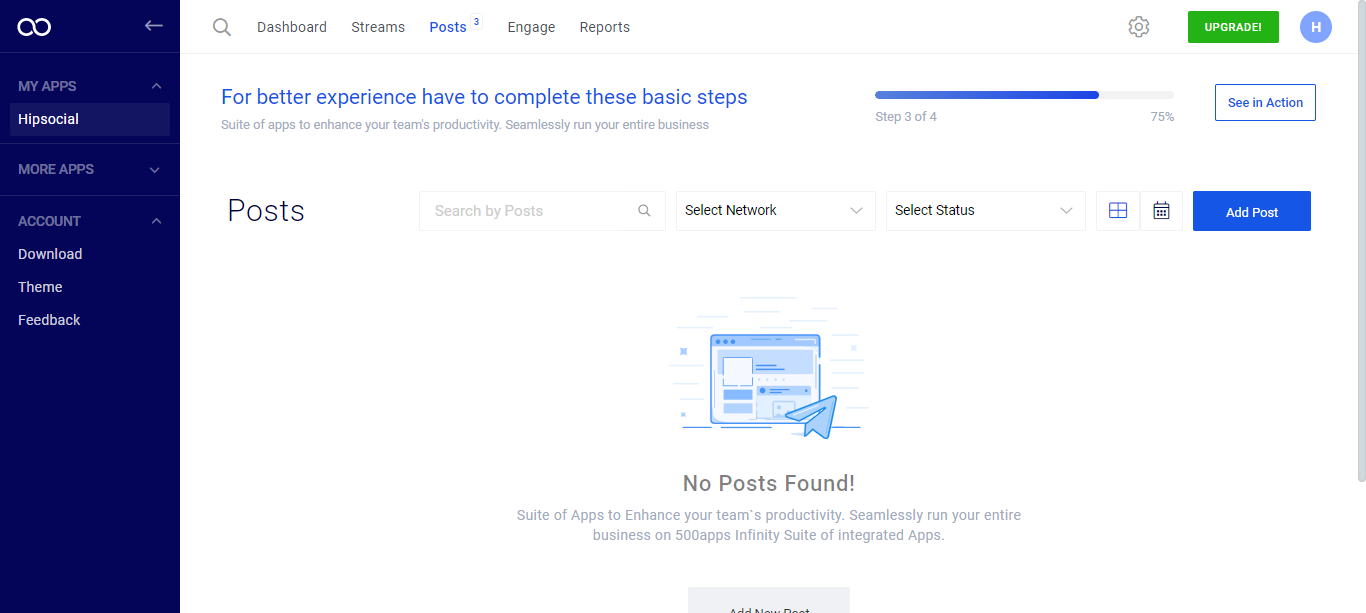 Dashboard Streams Posts 3 Engage Reports UPGRADE! H
MY APPS
Hipsocial
MORE APPS
ACCOUNT
Download
Theme
Feedback
For better experience have to complete these basic steps
Suite of apps to enhance your team's productivity. Seamlessly run your entire business
Step 3 of 4 75%
See in Action
Posts Search by Posts Select Network Select Status Add Post
No Posts Found!
Suite of Apps to Enhance your team`s productivity. Seamlessly run your entire
business on 500apps Infinity Suite of integrated Apps.
Add New Post